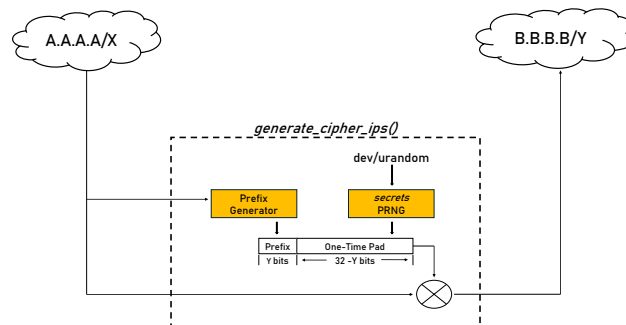 A.A.A.A/X
B.B.B.B/Y
generate_cipher_ips()
dev/urandom
Prefix
Generator
secrets
PRNG
Prefix
One-Time Pad
Y bits
32 -Y bits